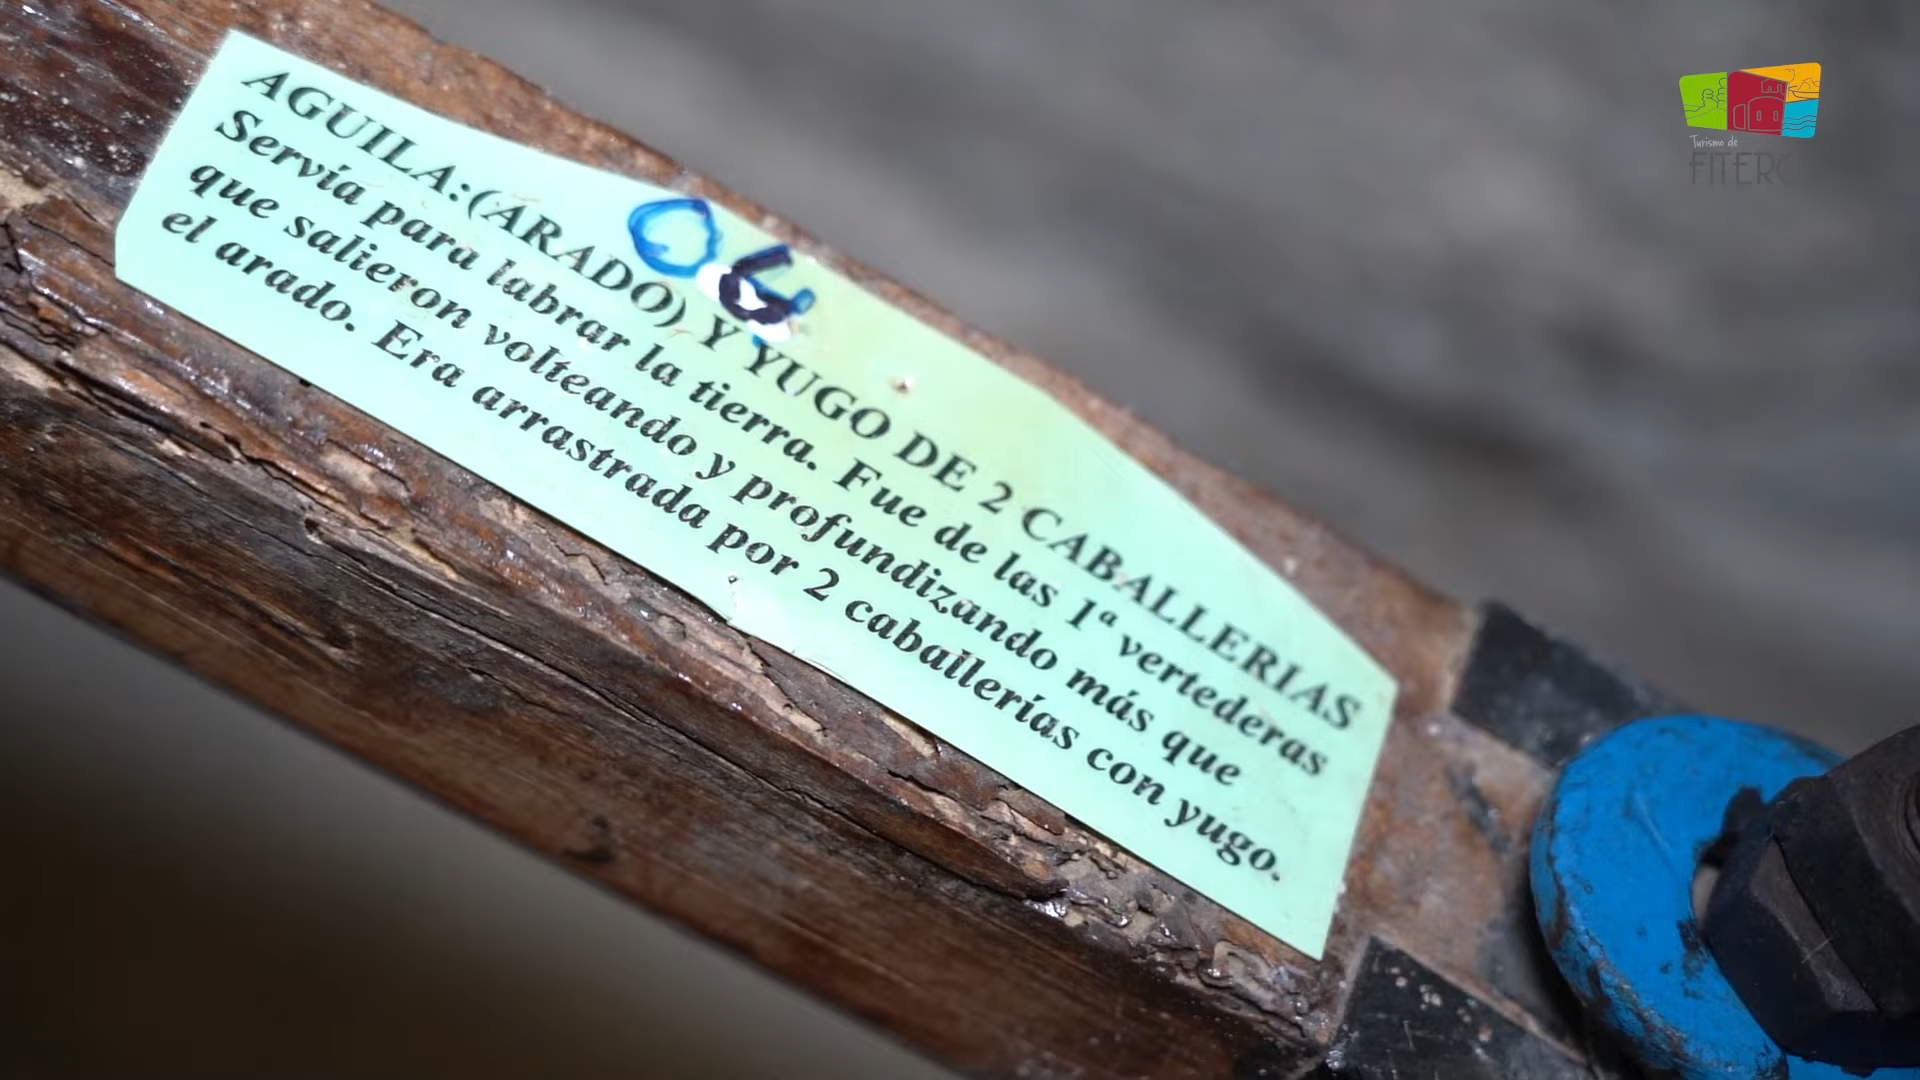 AGUILA:(ARADO) Y YUGO DE 2 CABALLERIAS
Servía para labrar la tierra. Fue de las 1ª vertederas
que salieron volteando y profundizando más que
el arado. Era arrastrada por 2 caballerías con yugo.
Turismo de
FITERO